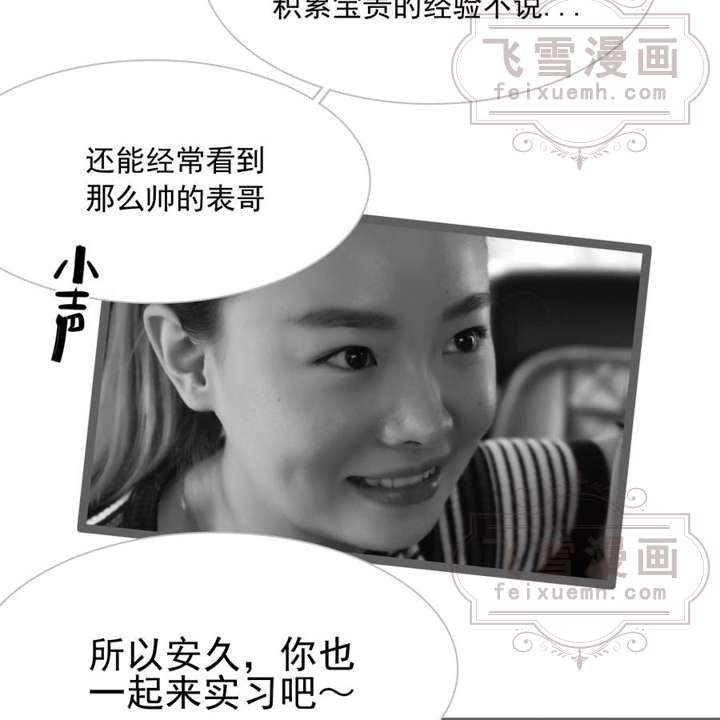 积累宝贵的经验不说...
飞雪漫画
feixuemh.com
还能经常看到
那么帅的表哥
小声
飞雪漫画
feixuemh.com
所以安久，你也
一起来实习吧～